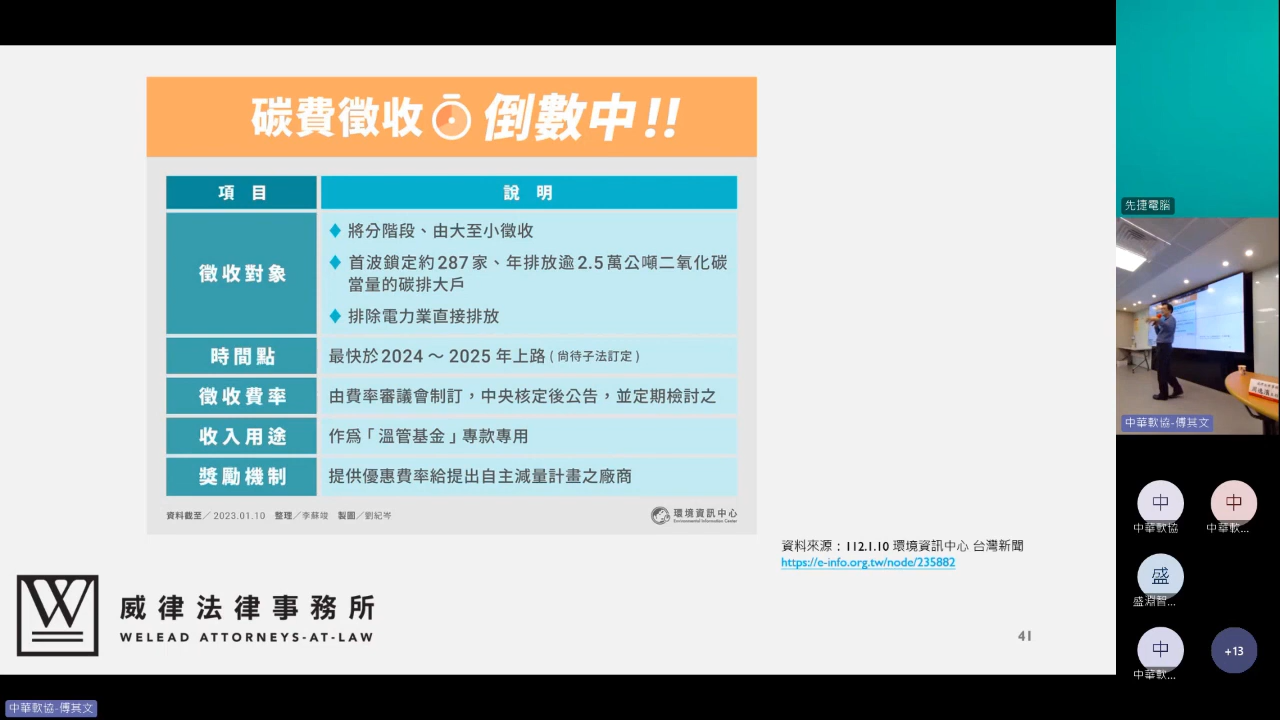 碳費徵收 倒數中!!
項 目
說 明
徵收對象
♦ 將分階段、由大至小徵收
♦ 首波鎖定約287家、年排放逾2.5萬公噸二氧化碳
當量的碳排大戶
♦ 排除電力業直接排放
時間點
最快於2024～2025年上路(尚待子法訂定)
徵收費率
由費率審議會制訂，中央核定後公告，並定期檢討之
收入用途
作為「溫管基金」專款專用
獎勵機制
提供優惠費率給提出自主減量計畫之廠商
資料截至／2023.01.10 整理／李蘇竣 製圖／劉紀岑
環境資訊中心
Environmental Information Center
資料來源：112.1.10 環境資訊中心 台灣新聞
https://e-info.org.tw/node/235882
W
威律法律事務所
WELEAD ATTORNEYS-AT-LAW
41
中華軟協-傅其文
先捷電腦
中華軟協-傅其文
中
中華軟協
中
中華軟...
盛
盛淵智...
中
中華軟...
+13